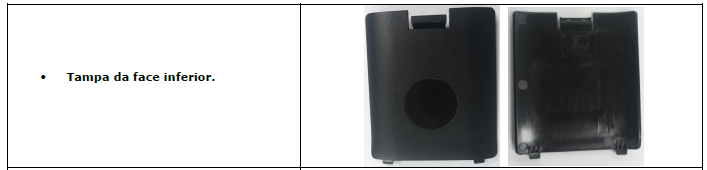 • Tampa da face inferior.